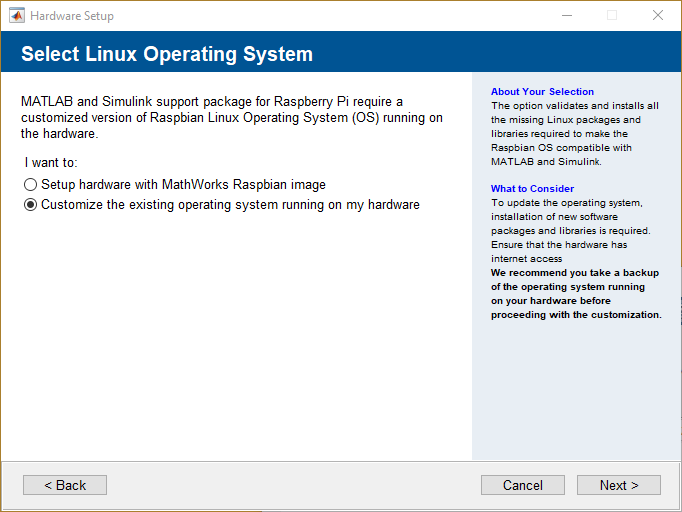 Hardware Setup
Select Linux Operating System
MATLAB and Simulink support package for Raspberry Pi require a
customized version of Raspbian Linux Operating System (OS) running on
the hardware.
I want to:
Setup hardware with MathWorks Raspbian image
Customize the existing operating system running on my hardware
About Your Selection
The option validates and installs all
the missing Linux packages and
libraries required to make the
Raspbian OS compatible with
MATLAB and Simulink.
What to Consider
To update the operating system,
installation of new software
packages and libraries is required.
Ensure that the hardware has
internet access
We recommend you take a backup
of the operating system running
on your hardware before
proceeding with the customization.
< Back
Cancel
Next >